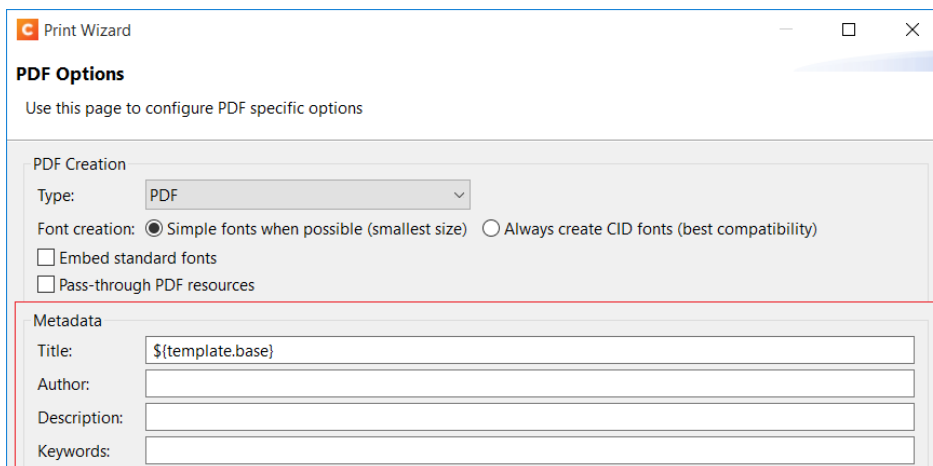 C Print Wizard
PDF Options
Use this page to configure PDF specific options
PDF Creation
Type: PDF
Font creation: Simple fonts when possible (smallest size) Always create CID fonts (best compatibility)
Embed standard fonts
Pass-through PDF resources
Metadata
Title: ${template.base}
Author:
Description:
Keywords: